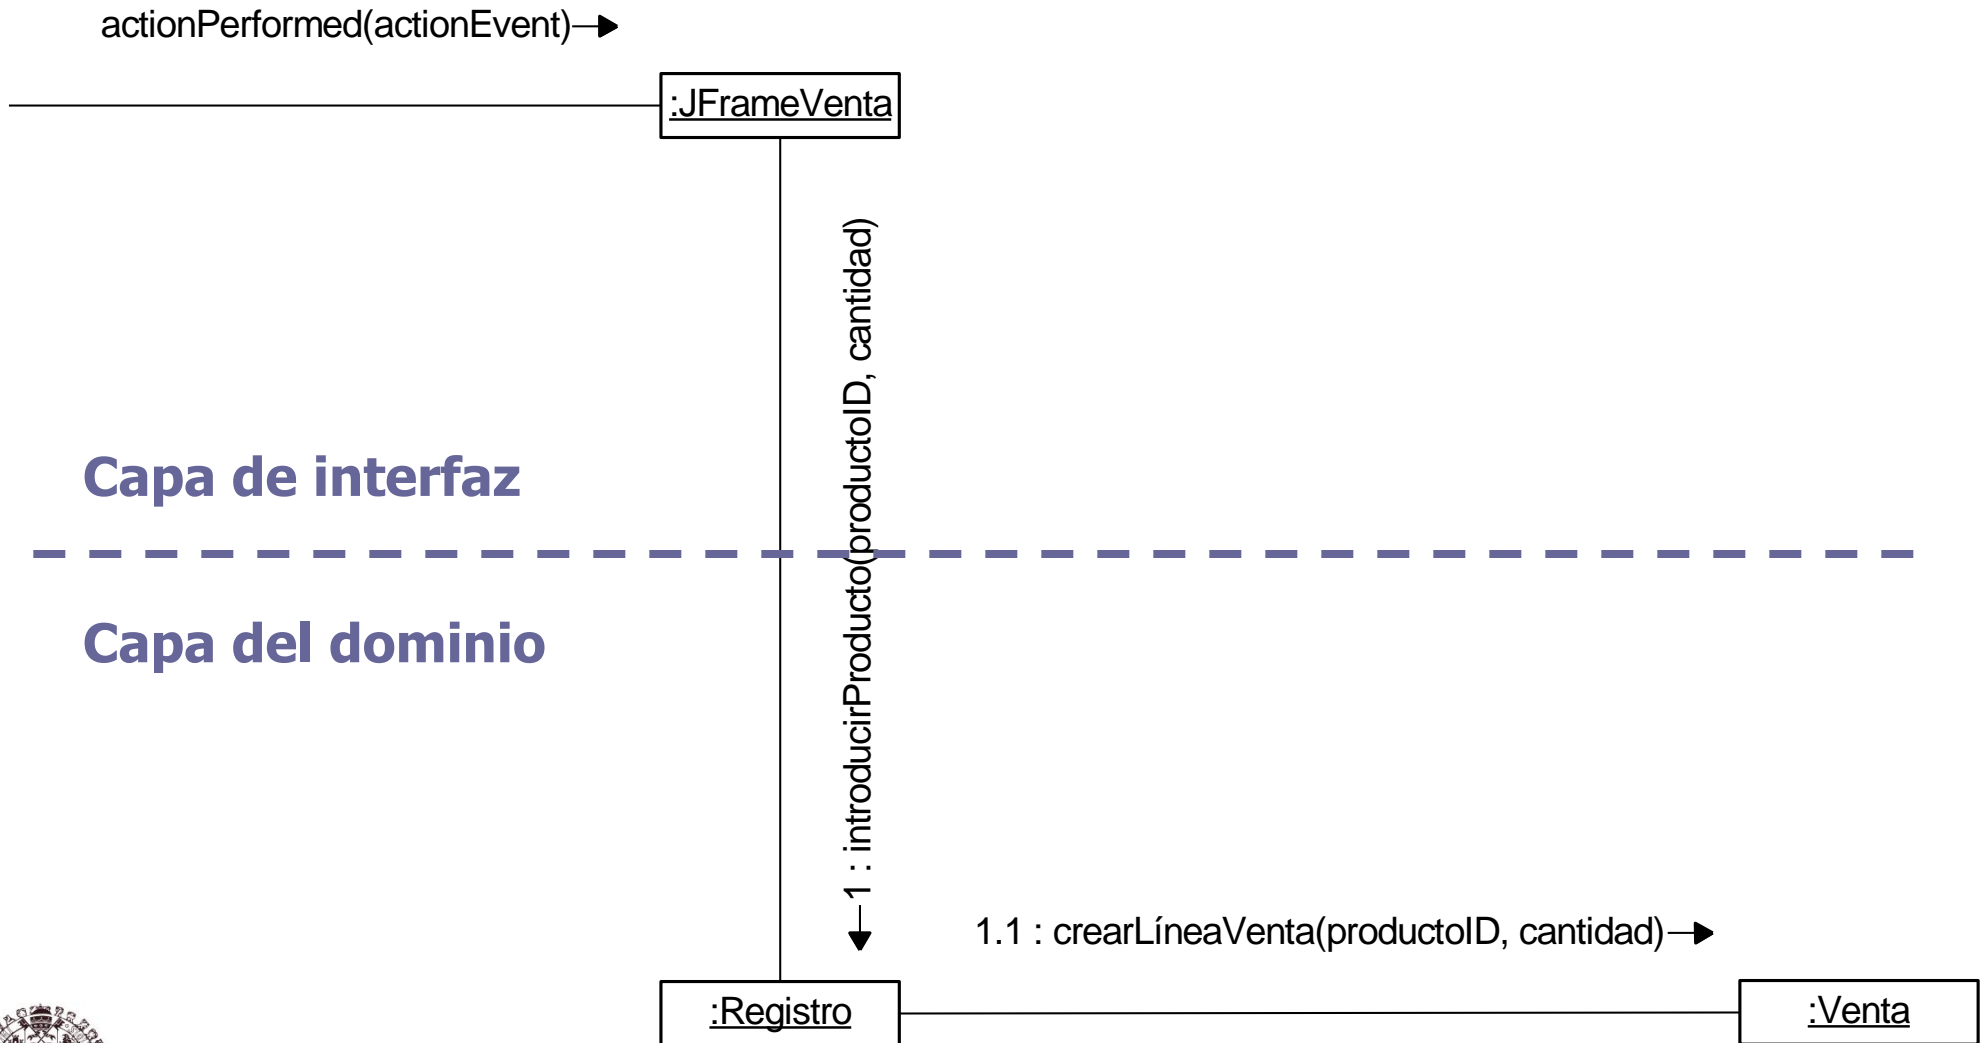 actionPerformed(actionEvent)
:JFrameVenta
1 : introducirProducto(productoID, cantidad)
Capa de interfaz
Capa del dominio
1.1 : crearLíneaVenta(productoID, cantidad)
:Registro
:Venta